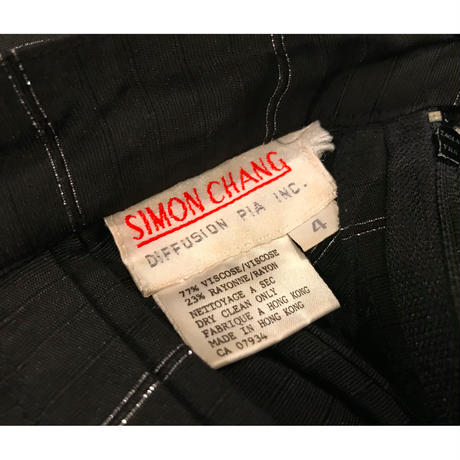 SIMON CHANG
DIFFUSION PIA INC.
4
77% VISCOSE/VISCOSE
23% RAYONNE/RAYON
NETTOYAGE A SEC
DRY CLEAN ONLY
FABRIQUE A HONG KONG
MADE IN HONG KONG
CA 07934